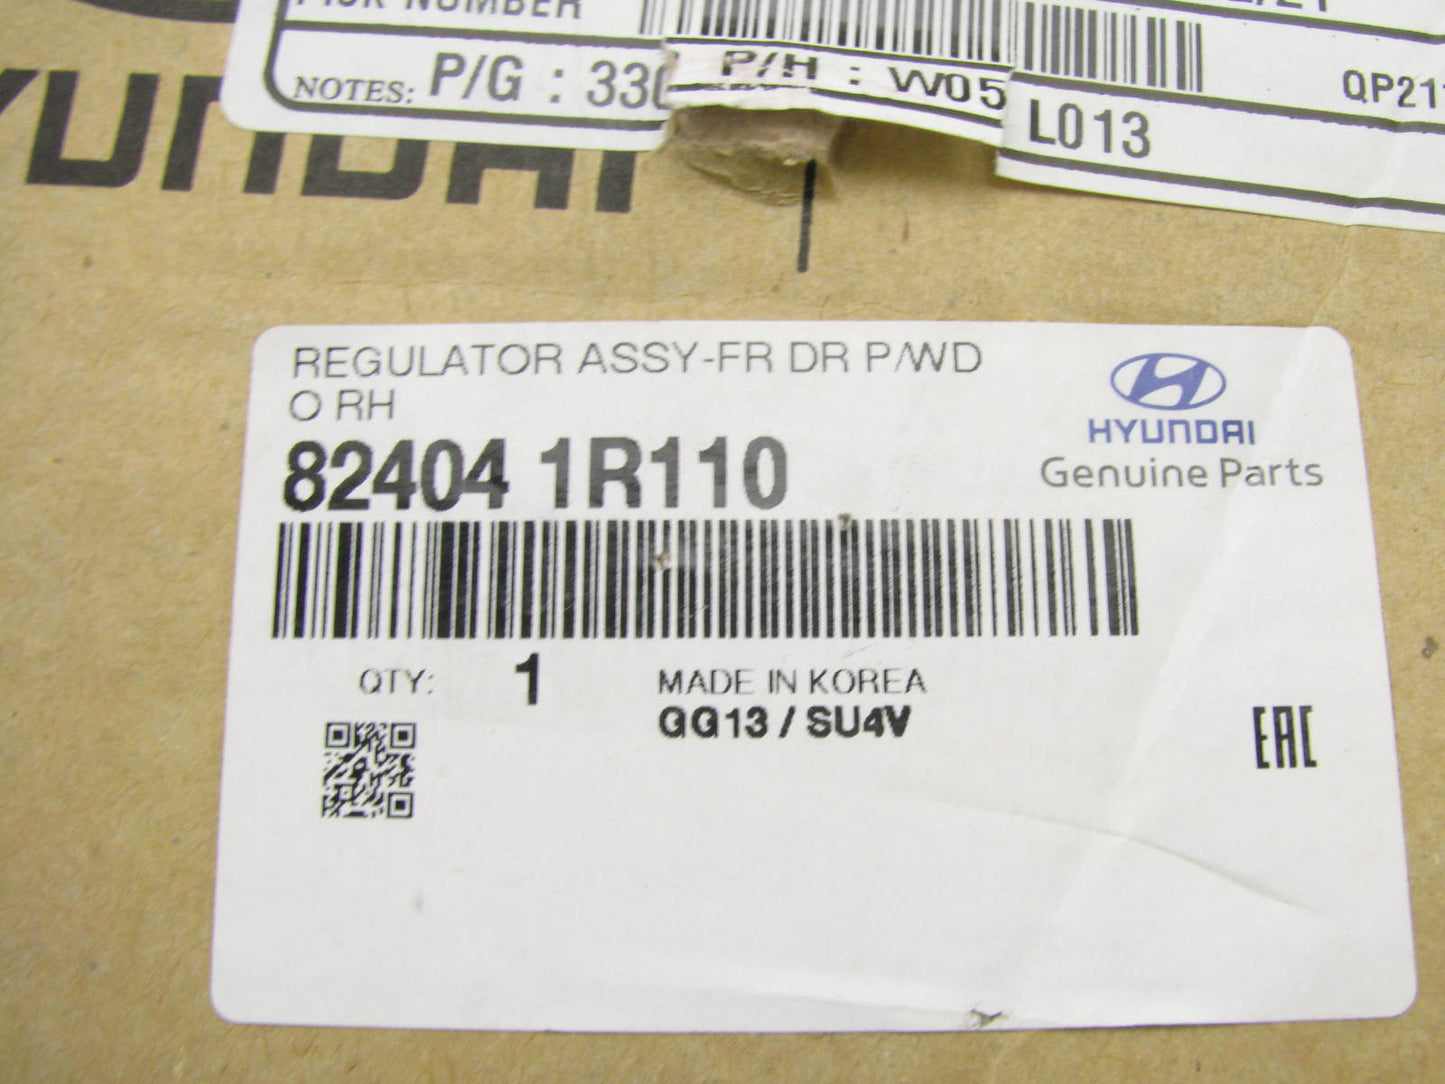 NUMBER
NOTES: P/G : 330 P/H : W05 L013
HYUNDAI
REGULATOR ASSY-FR DR P/WD
O RH
82404 1R110
HYUNDAI
Genuine Parts
QTY: 1 MADE IN KOREA
GG13 / SU4V
EAC